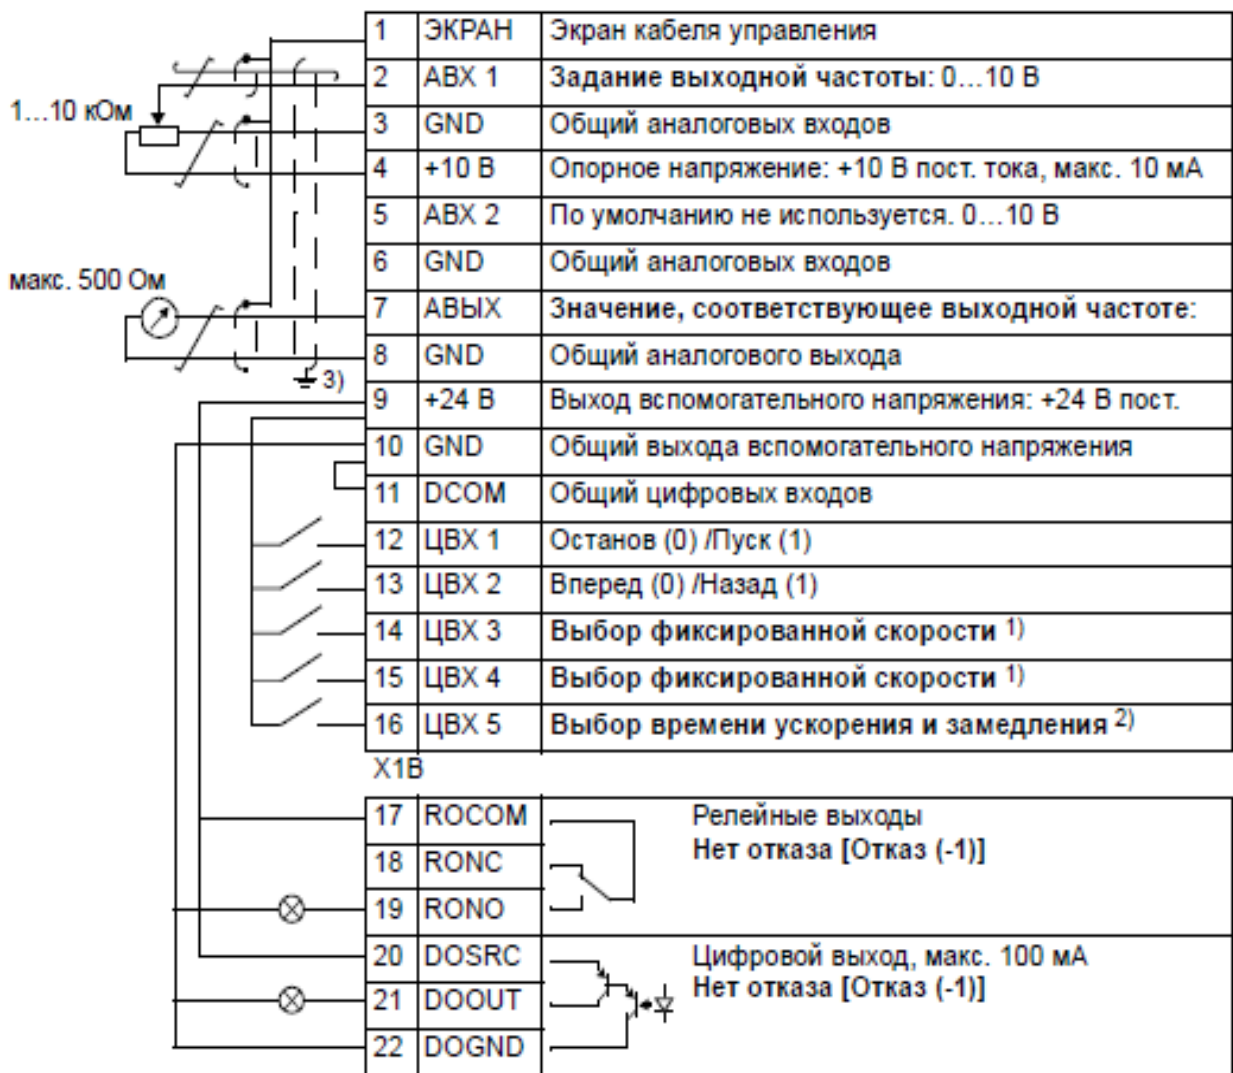 1 ЭКРАН Экран кабеля управления
2 АВХ 1 Задание выходной частоты: 0...10 В
1...10 кОм
3 GND Общий аналоговых входов
4 +10 В Опорное напряжение: +10 В пост. тока, макс. 10 мА
5 АВХ 2 По умолчанию не используется. 0...10 В
6 GND Общий аналоговых входов
макс. 500 Ом
7 АВЫХ Значение, соответствующее выходной частоте:
8 GND Общий аналогового выхода
3)
9 +24 В Выход вспомогательного напряжения: +24 В пост.
10 GND Общий выхода вспомогательного напряжения
11 DCOM Общий цифровых входов
12 ЦВХ 1 Останов (0) /Пуск (1)
13 ЦВХ 2 Вперед (0) /Назад (1)
14 ЦВХ 3 Выбор фиксированной скорости 1)
15 ЦВХ 4 Выбор фиксированной скорости 1)
16 ЦВХ 5 Выбор времени ускорения и замедления 2)
X1B
17 ROCOM Релейные выходы
Нет отказа [Отказ (-1)]
18 RONC
19 RONO
20 DOSRC Цифровой выход, макс. 100 мА
Нет отказа [Отказ (-1)]
21 DOOUT
22 DOGND